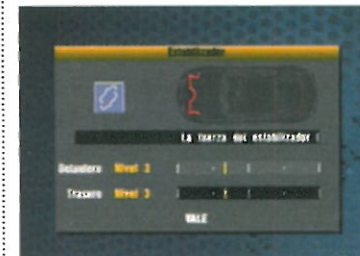 Estabilizador
La fuerza del estabilizador
Delantero Nivel 3
Trasero Nivel 3
VALE